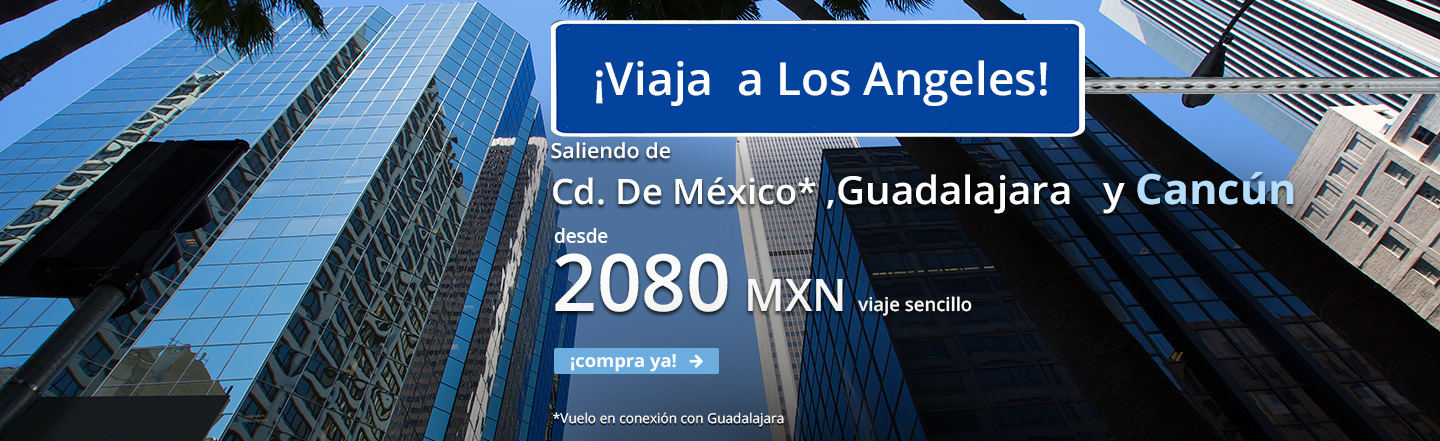 ¡Viaja a Los Angeles!
Saliendo de
Cd. De México* ,Guadalajara y Cancún
desde
2080 MXN viaje sencillo
¡compra ya! →
*Vuelo en conexión con Guadalajara